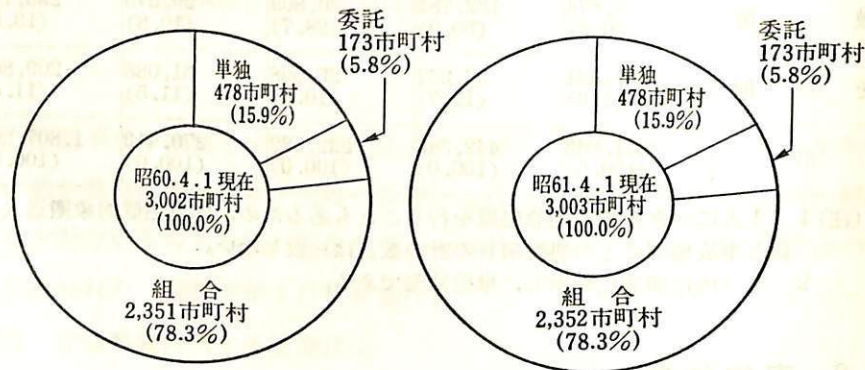 単独
478市町村
(15.9%)
委託
173市町村
(5.8%)
昭60.4.1現在
3,002市町村
(100.0%)
組　合
2,351市町村
(78.3%)
単独
478市町村
(15.9%)
委託
173市町村
(5.8%)
昭61.4.1現在
3,003市町村
(100.0%)
組　合
2,352市町村
(78.3%)